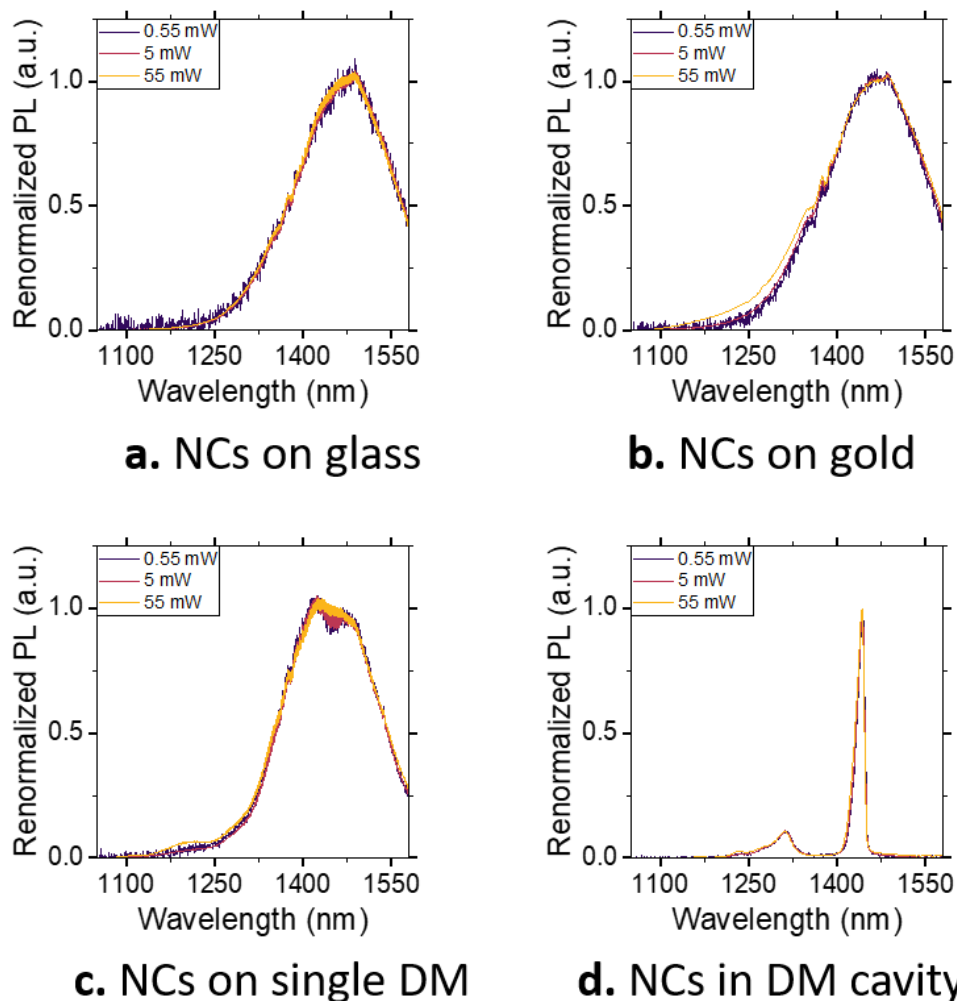 0.55 mW
5 mW
55 mW
Renormalized PL (a.u.)
1.0
0.5
0.0
1100 1250 1400 1550
Wavelength (nm)
a. NCs on glass
0.55 mW
5 mW
55 mW
Renormalized PL (a.u.)
1.0
0.5
0.0
1100 1250 1400 1550
Wavelength (nm)
b. NCs on gold
0.55 mW
5 mW
55 mW
Renormalized PL (a.u.)
1.0
0.5
0.0
1100 1250 1400 1550
Wavelength (nm)
c. NCs on single DM
0.55 mW
5 mW
55 mW
Renormalized PL (a.u.)
1.0
0.5
0.0
1100 1250 1400 1550
Wavelength (nm)
d. NCs in DM cavity